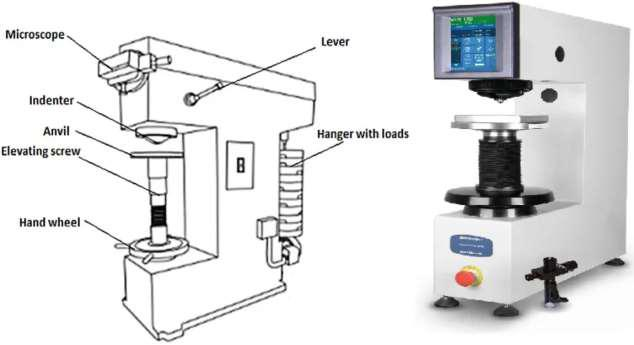 Microscope
Lever
Indenter
Anvil
Hanger with loads
Elevating screw
Hand wheel